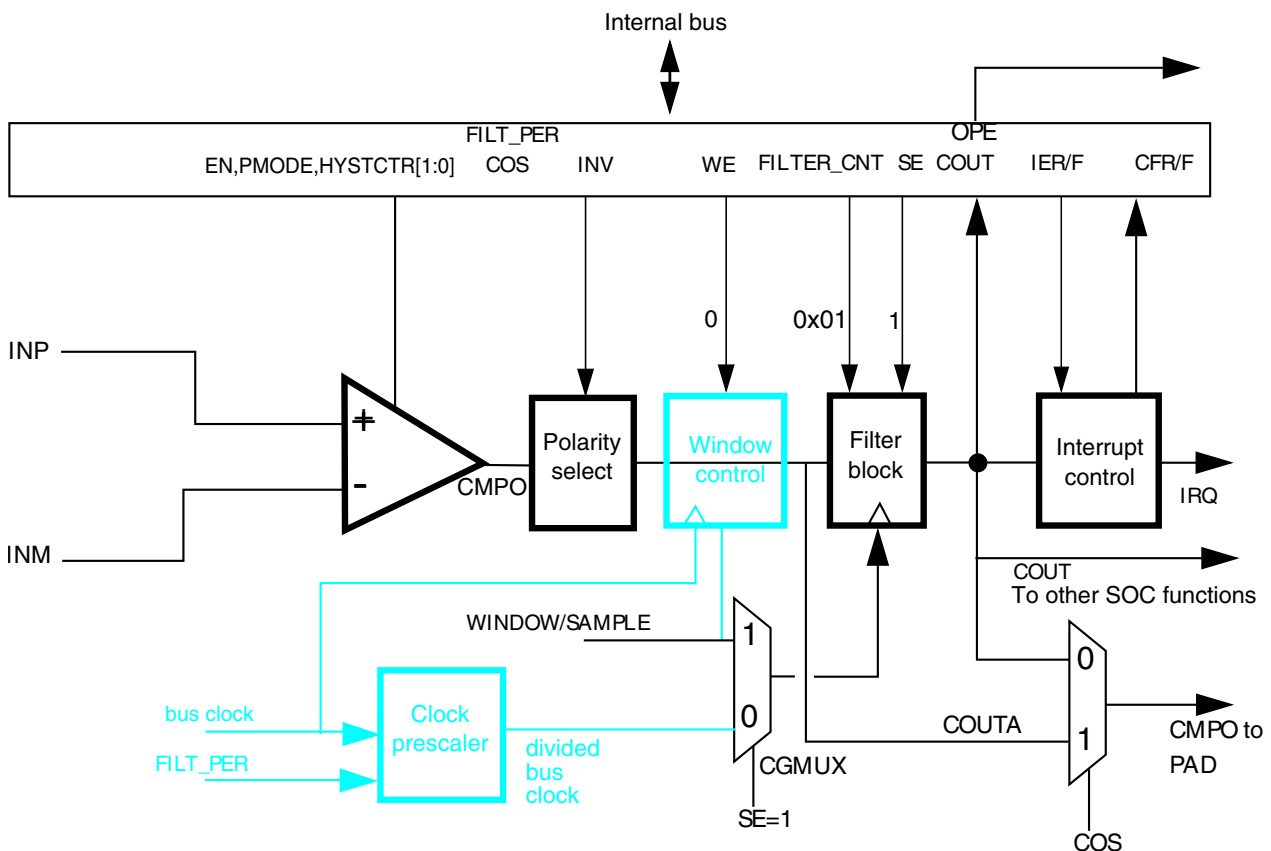 Internal bus
FILT_PER
OPE
EN,PMODE,HYSTCTR[1:0]
COS
INV
WE
FILTER_CNT
SE
COUT
IER/F
CFR/F
0
0x01
1
INP
+
-
INM
CMPO
Polarity
select
Window
control
Filter
block
Interrupt
control
IRQ
COUT
To other SOC functions
WINDOW/SAMPLE
1
0
bus clock
FILT_PER
Clock
prescaler
divided
bus
clock
CGMUX
SE=1
COUTA
0
1
CMPO to
PAD
COS